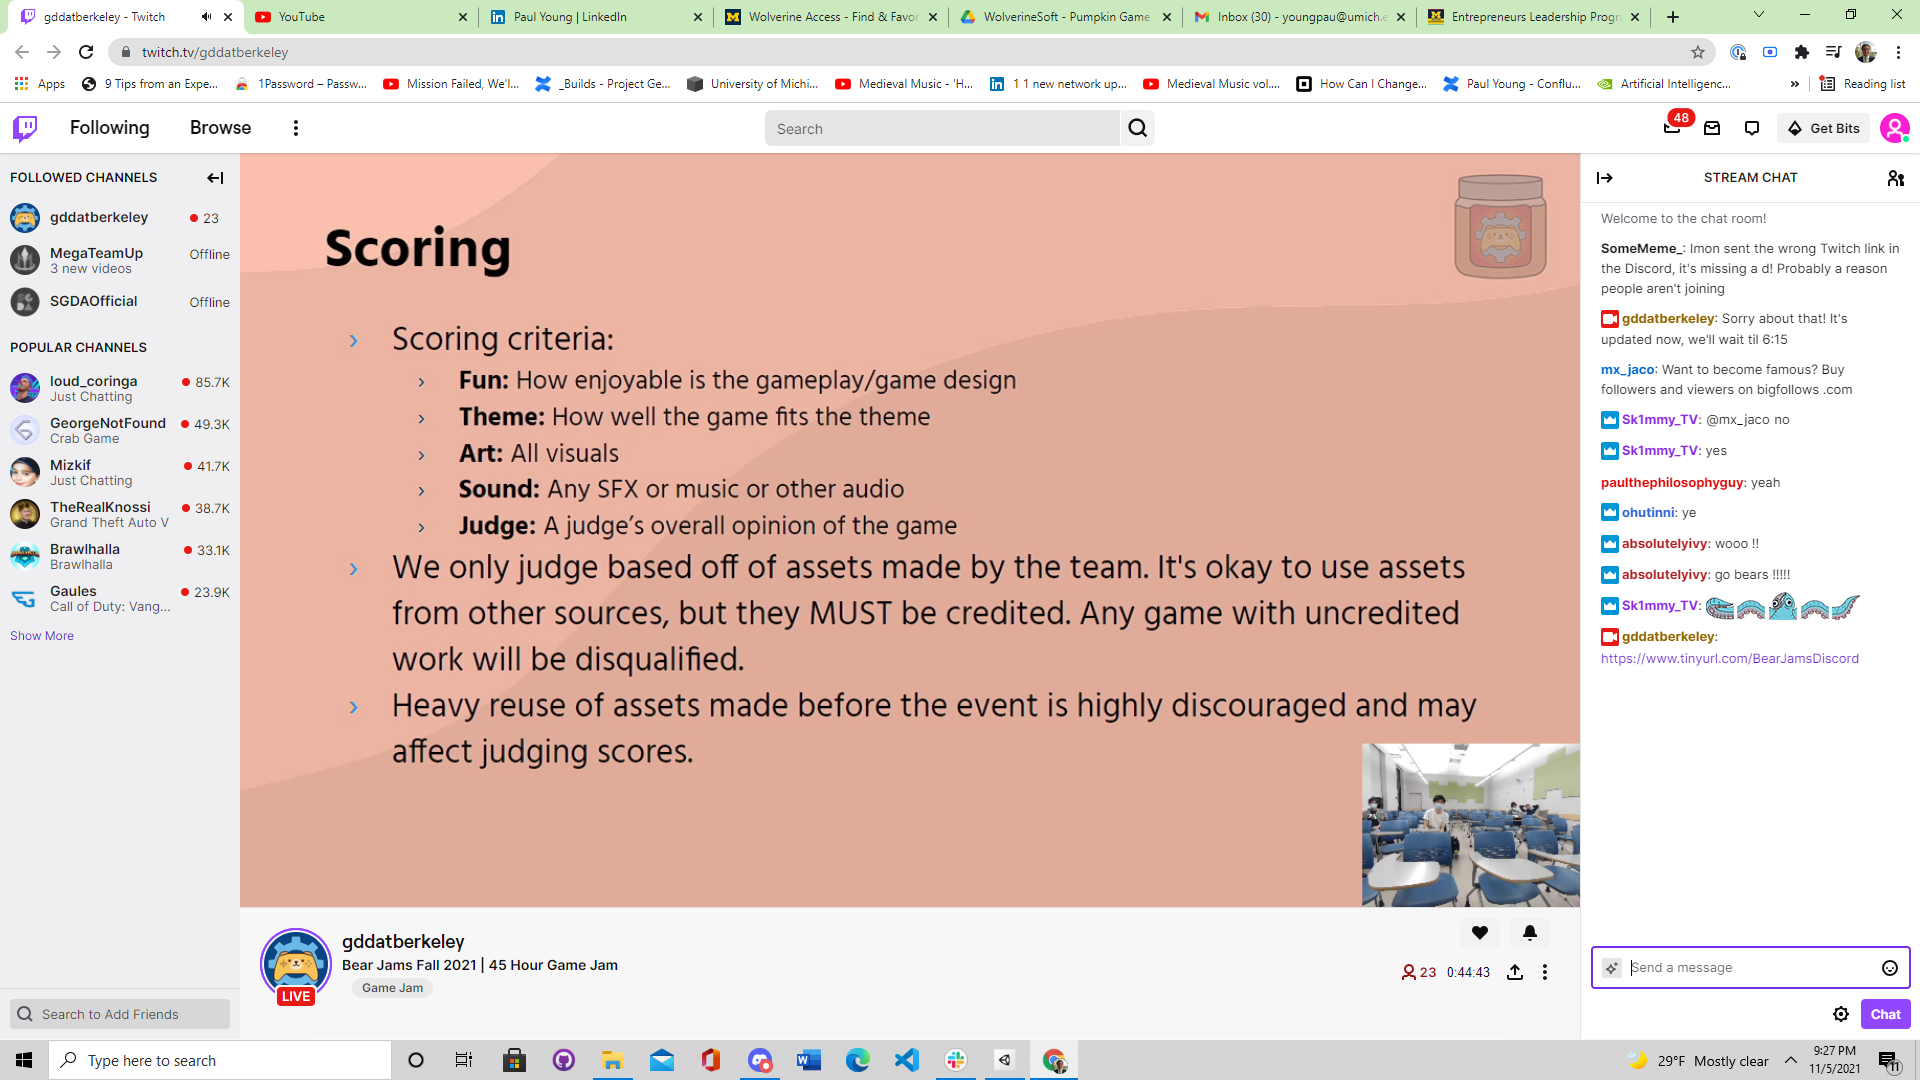 gddatberkeley - Twitch
YouTube
Paul Young | LinkedIn
Wolverine Access - Find & Favor
WolverineSoft - Pumpkin Game
Inbox (30) - youngpau@umich.e
Entrepreneurs Leadership Progr
twitch.tv/gddatberkeley
Apps
9 Tips from an Expe...
1Password – Passw...
Mission Failed, We'l...
_Builds - Project Ge...
University of Michi...
Medieval Music - 'H...
1 1 new network up...
Medieval Music vol....
How Can I Change...
Paul Young - Conflu...
Artificial Intelligenc...
Reading list
Following
Browse
Search
48
Get Bits
FOLLOWED CHANNELS
gddatberkeley
23
MegaTeamUp
Offline
3 new videos
SGDAOfficial
Offline
POPULAR CHANNELS
loud_coringa
85.7K
Just Chatting
GeorgeNotFound
49.3K
Crab Game
Mizkif
41.7K
Just Chatting
TheRealKnossi
38.7K
Grand Theft Auto V
Brawlhalla
33.1K
Brawlhalla
Gaules
23.9K
Call of Duty: Vang...
Show More
Search to Add Friends
Scoring
Scoring criteria:
Fun: How enjoyable is the gameplay/game design
Theme: How well the game fits the theme
Art: All visuals
Sound: Any SFX or music or other audio
Judge: A judge's overall opinion of the game
We only judge based off of assets made by the team. It's okay to use assets
from other sources, but they MUST be credited. Any game with uncredited
work will be disqualified.
Heavy reuse of assets made before the event is highly discouraged and may
affect judging scores.
LIVE
gddatberkeley
Bear Jams Fall 2021 | 45 Hour Game Jam
Game Jam
23
0:44:43
STREAM CHAT
Welcome to the chat room!
SomeMeme_: Imon sent the wrong Twitch link in
the Discord, it's missing a d! Probably a reason
people aren't joining
gddatberkeley: Sorry about that! It's
updated now, we'll wait til 6:15
mx_jaco: Want to become famous? Buy
followers and viewers on bigfollows .com
Sk1mmy_TV: @mx_jaco no
Sk1mmy_TV: yes
paulthephilosophyguy: yeah
ohutinni: ye
absolutelyivy: wooo !!
absolutelyivy: go bears !!!!!
Sk1mmy_TV:
gddatberkeley:
https://www.tinyurl.com/BearJamsDiscord
Send a message
Chat
Type here to search
29°F Mostly clear
9:27 PM
11/5/2021
11